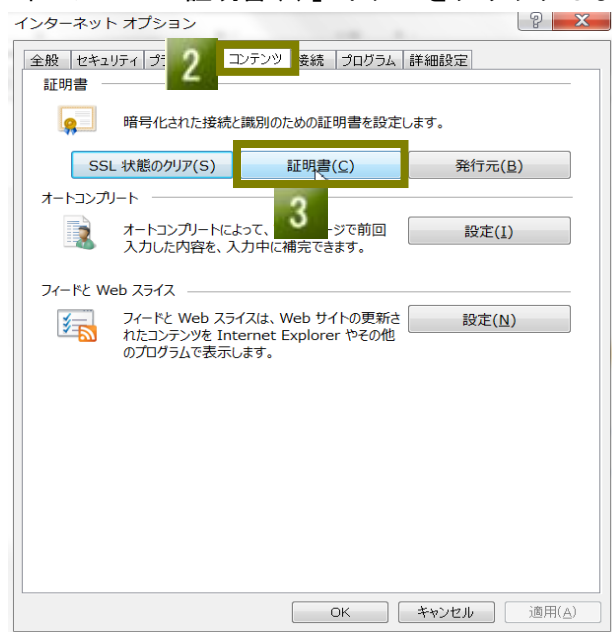 インターネット オプション
全般 セキュリティ プラ 2 コンテンツ 接続 プログラム 詳細設定
証明書
暗号化された接続と識別のための証明書を設定します。
SSL 状態のクリア(S) 証明書(C) 発行元(B)
3
オートコンプリート
オートコンプリートによって、 ージで前回
入力した内容を、入力中に補完できます。
設定(I)
フィードと Web スライス
フィードと Web スライスは、Web サイトの更新さ
れたコンテンツを Internet Explorer やその他
のプログラムで表示します。
設定(N)
OK キャンセル 適用(A)